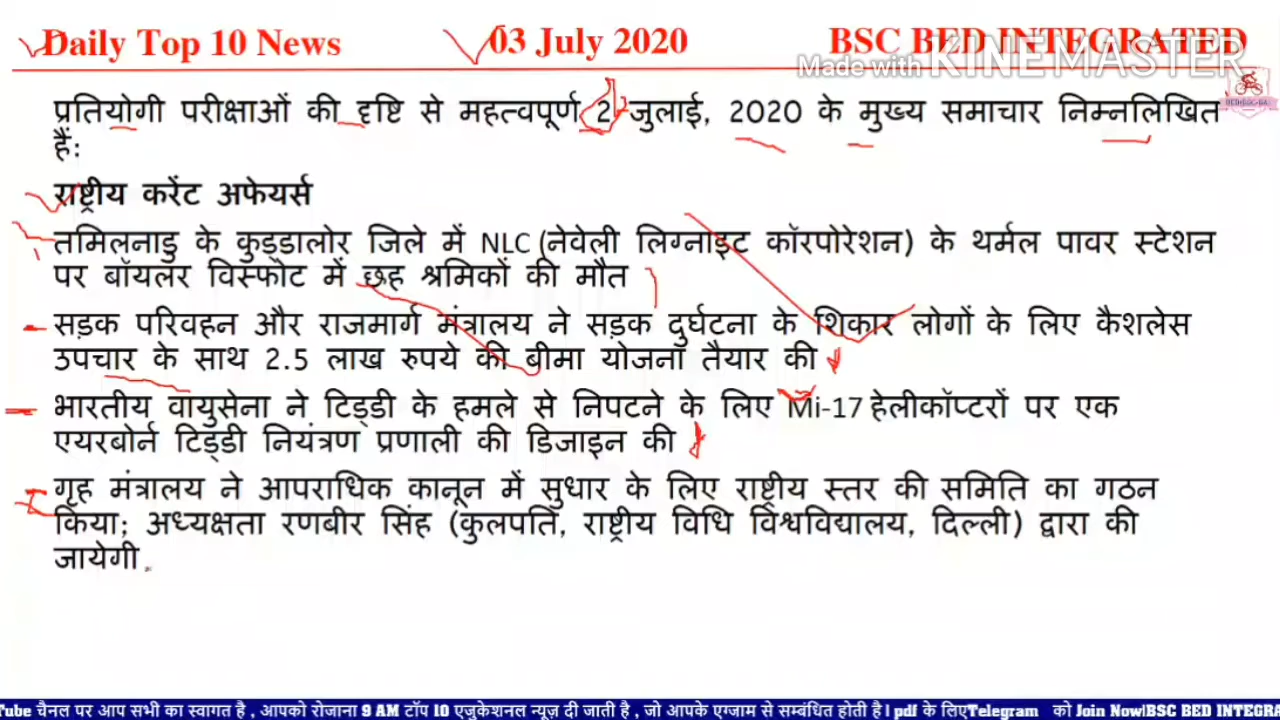 Daily Top 10 News 03 July 2020 BSC BED INTEGRATED
Made with KINEMASTER
प्रतियोगी परीक्षाओं की दृष्टि से महत्वपूर्ण 2 जुलाई, 2020 के मुख्य समाचार निम्नलिखित
हैं:
राष्ट्रीय करेंट अफेयर्स
तमिलनाडु के कुड्डालोर जिले में NLC (नेवेली लिग्नाइट कॉरपोरेशन) के थर्मल पावर स्टेशन
पर बॉयलर विस्फोट में छह श्रमिकों की मौत
सड़क परिवहन और राजमार्ग मंत्रालय ने सड़क दुर्घटना के शिकार लोगों के लिए कैशलेस
उपचार के साथ 2.5 लाख रुपये की बीमा योजना तैयार की
भारतीय वायुसेना ने टिड्डी के हमले से निपटने के लिए Mi-17 हेलीकॉप्टरों पर एक
एयरबोर्न टिड्डी नियंत्रण प्रणाली की डिजाइन की
गृह मंत्रालय ने आपराधिक कानून में सुधार के लिए राष्ट्रीय स्तर की समिति का गठन
किया; अध्यक्षता रणबीर सिंह (कुलपति, राष्ट्रीय विधि विश्वविद्यालय, दिल्ली) द्वारा की
जायेगी
Tube चैनल पर आप सभी का स्वागत है , आपको रोजाना 9 AM टॉप 10 एजुकेशनल न्यूज़ दी जाती है , जो आपके एग्जाम से सम्बंधित होती है | pdf के लिए Telegram को Join Now|BSC BED INTEGRA